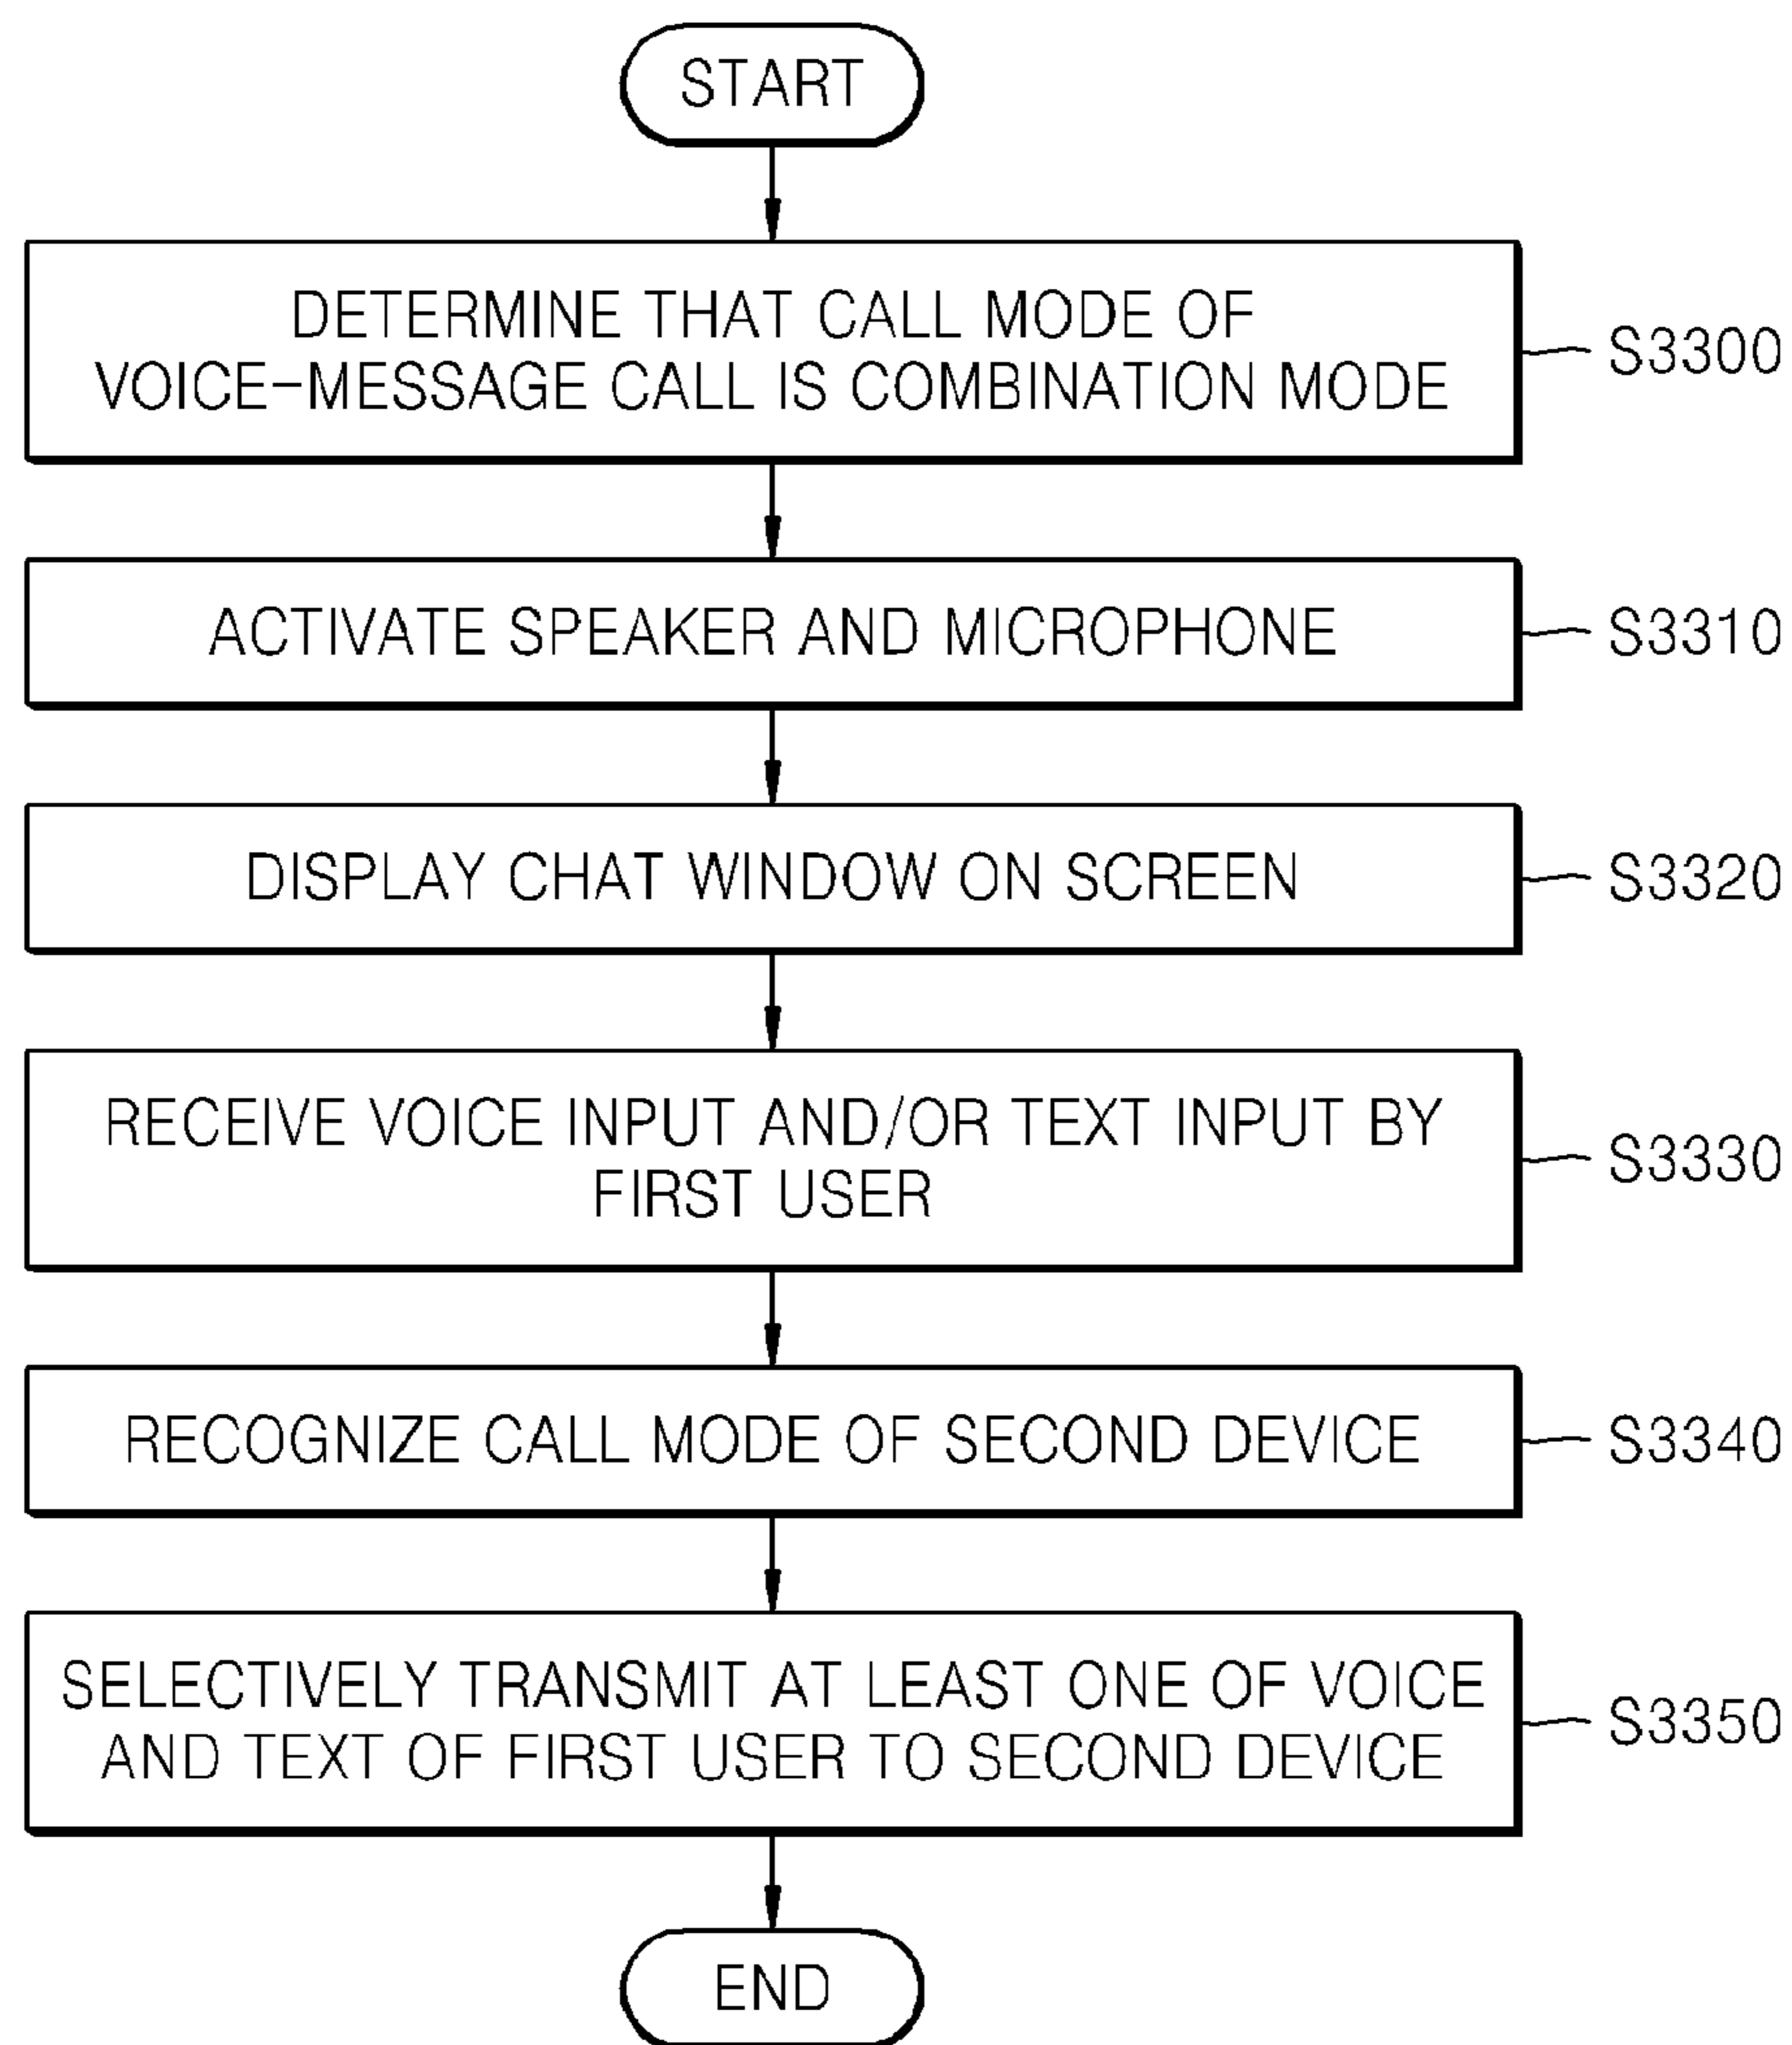 START
DETERMINE THAT CALL MODE OF
VOICE-MESSAGE CALL IS COMBINATION MODE
S3300
ACTIVATE SPEAKER AND MICROPHONE
S3310
DISPLAY CHAT WINDOW ON SCREEN
S3320
RECEIVE VOICE INPUT AND/OR TEXT INPUT BY
FIRST USER
S3330
RECOGNIZE CALL MODE OF SECOND DEVICE
S3340
SELECTIVELY TRANSMIT AT LEAST ONE OF VOICE
AND TEXT OF FIRST USER TO SECOND DEVICE
S3350
END